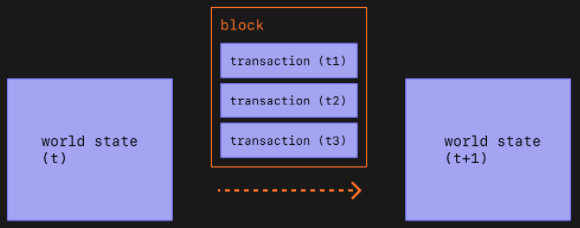 block
transaction (t1)
transaction (t2)
transaction (t3)
world state
(t)
world state
(t+1)